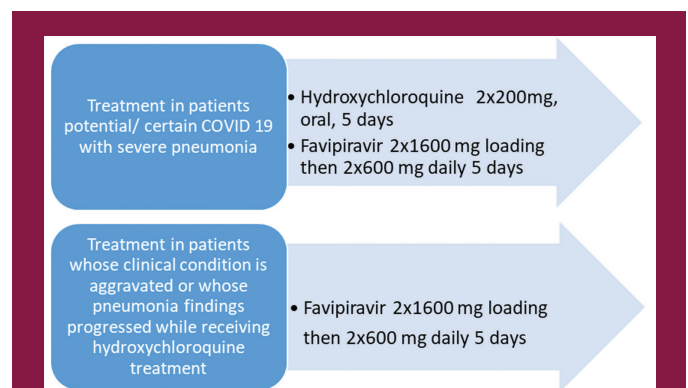 Treatment in patients
potential/ certain COVID 19
with severe pneumonia
• Hydroxychloroquine 2x200mg,
oral, 5 days
• Favipiravir 2x1600 mg loading
then 2x600 mg daily 5 days
Treatment in patients
whose clinical condition is
aggravated or whose
pneumonia findings
progressed while receiving
hydroxychloroquine
treatment
• Favipiravir 2x1600 mg loading
then 2x600 mg daily 5 days